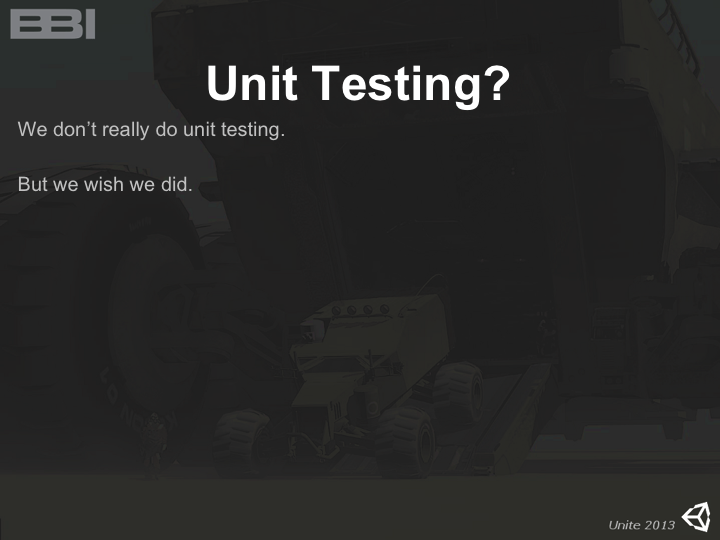 BBI
Unit Testing?
We don’t really do unit testing.
But we wish we did.
Unite 2013